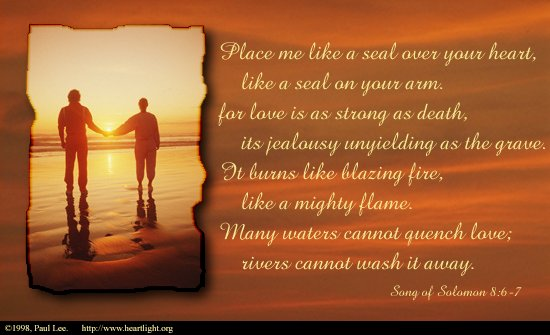 Place me like a seal over your heart,
like a seal on your arm.
for love is as strong as death,
its jealousy unyielding as the grave.
It burns like blazing fire,
like a mighty flame.
Many waters cannot quench love;
rivers cannot wash it away.
Song of Solomon 8:6-7
©1998, Paul Lee. http://www.heartlight.org